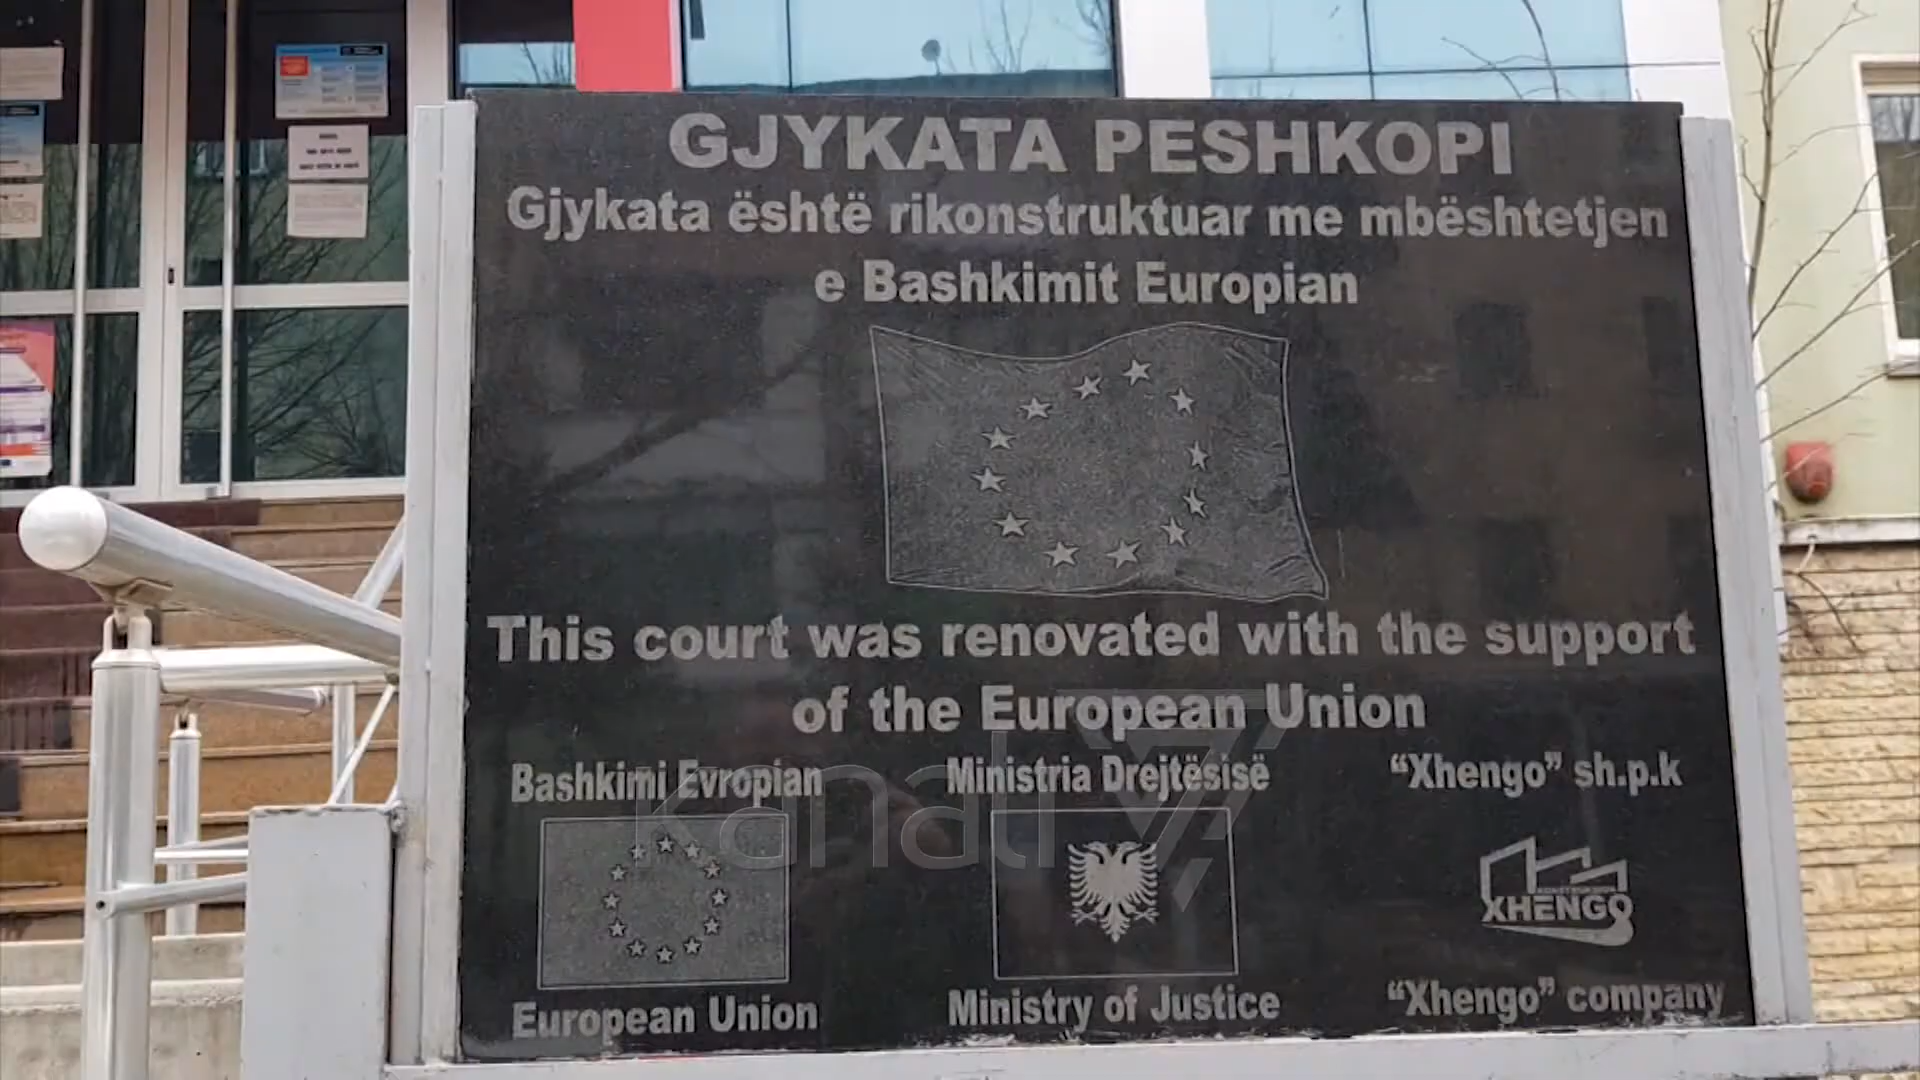 GJYKATA PESHKOPI
Gjykata është rikonstruktuar me mbështetjen
e Bashkimit Europian
This court was renovated with the support
of the European Union
Bashkimi Evropian
Ministria Drejtësisë
“Xhengo” sh.p.k
kanali 7
KONSTRUKSION
XHENGO
European Union
Ministry of Justice
“Xhengo” company